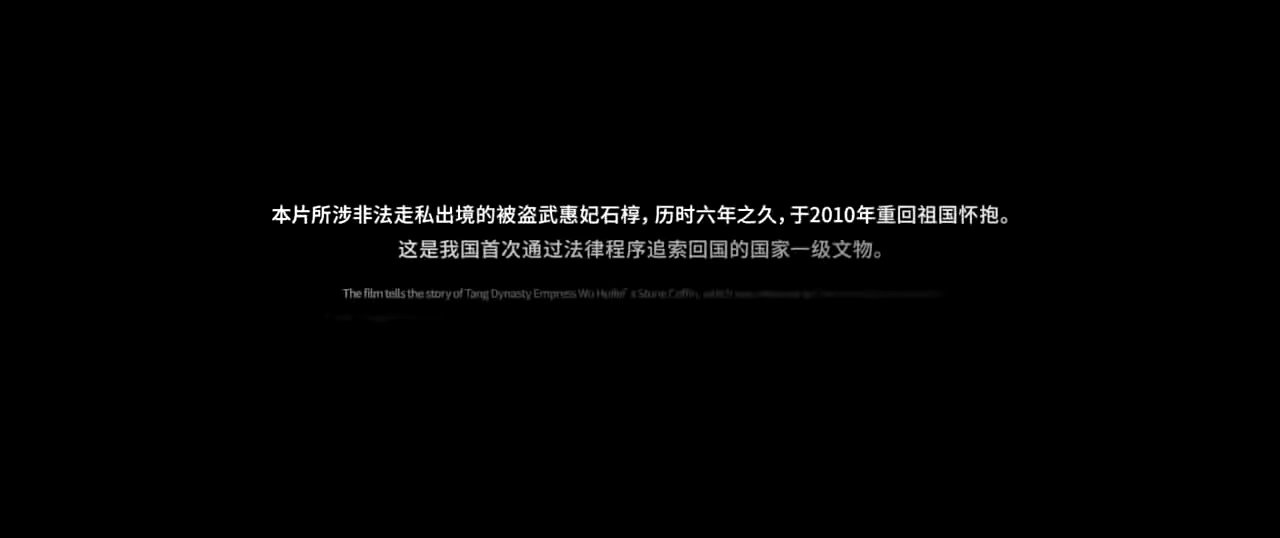 本片所涉非法走私出境的被盗武惠妃石椁，历时六年之久，于2010年重回祖国怀抱。
这是我国首次通过法律程序追索回国的国家一级文物。
The film tells the story of Tang Dynasty Empress Wu Huifei's Stone Coffin, which was